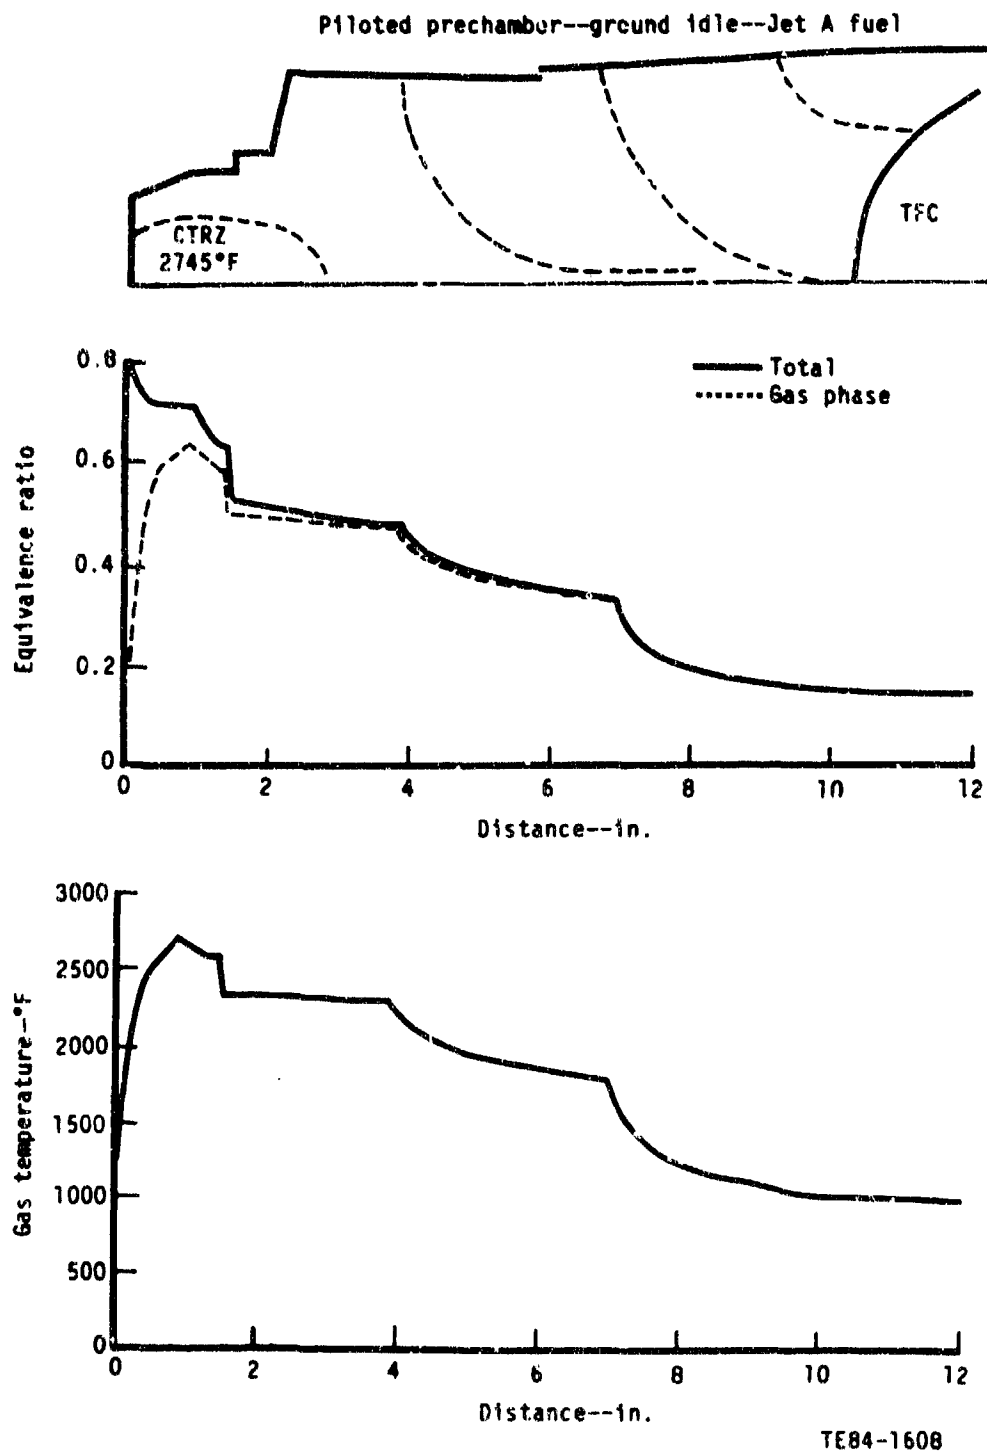 Piloted prechamber--ground idle--Jet A fuel
CTRZ
2745°F
TFC
Equivalence ratio
0.8
0.6
0.4
0.2
0
Total
Gas phase
0 2 4 6 8 10 12
Distance--in.
Gas temperature--°F
3000
2500
2000
1500
1000
500
0
0 2 4 6 8 10 12
Distance--in.
TE84-1608